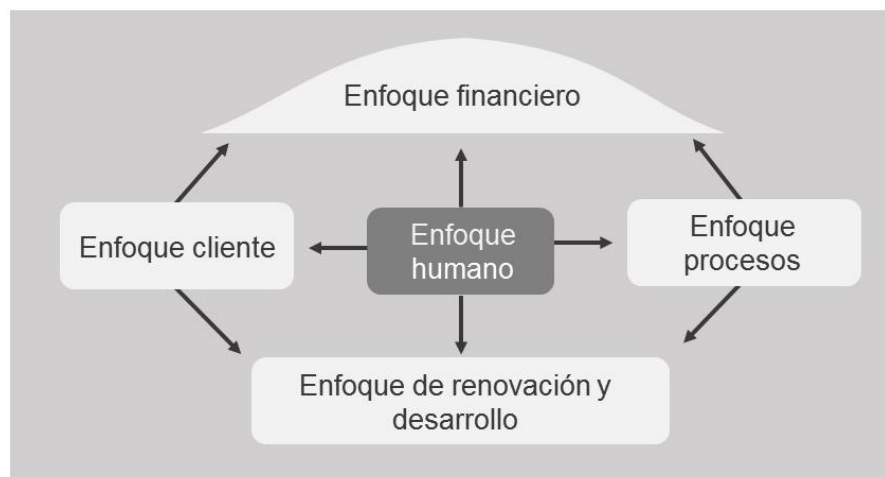 Enfoque financiero
Enfoque cliente
Enfoque
humano
Enfoque
procesos
Enfoque de renovación y
desarrollo